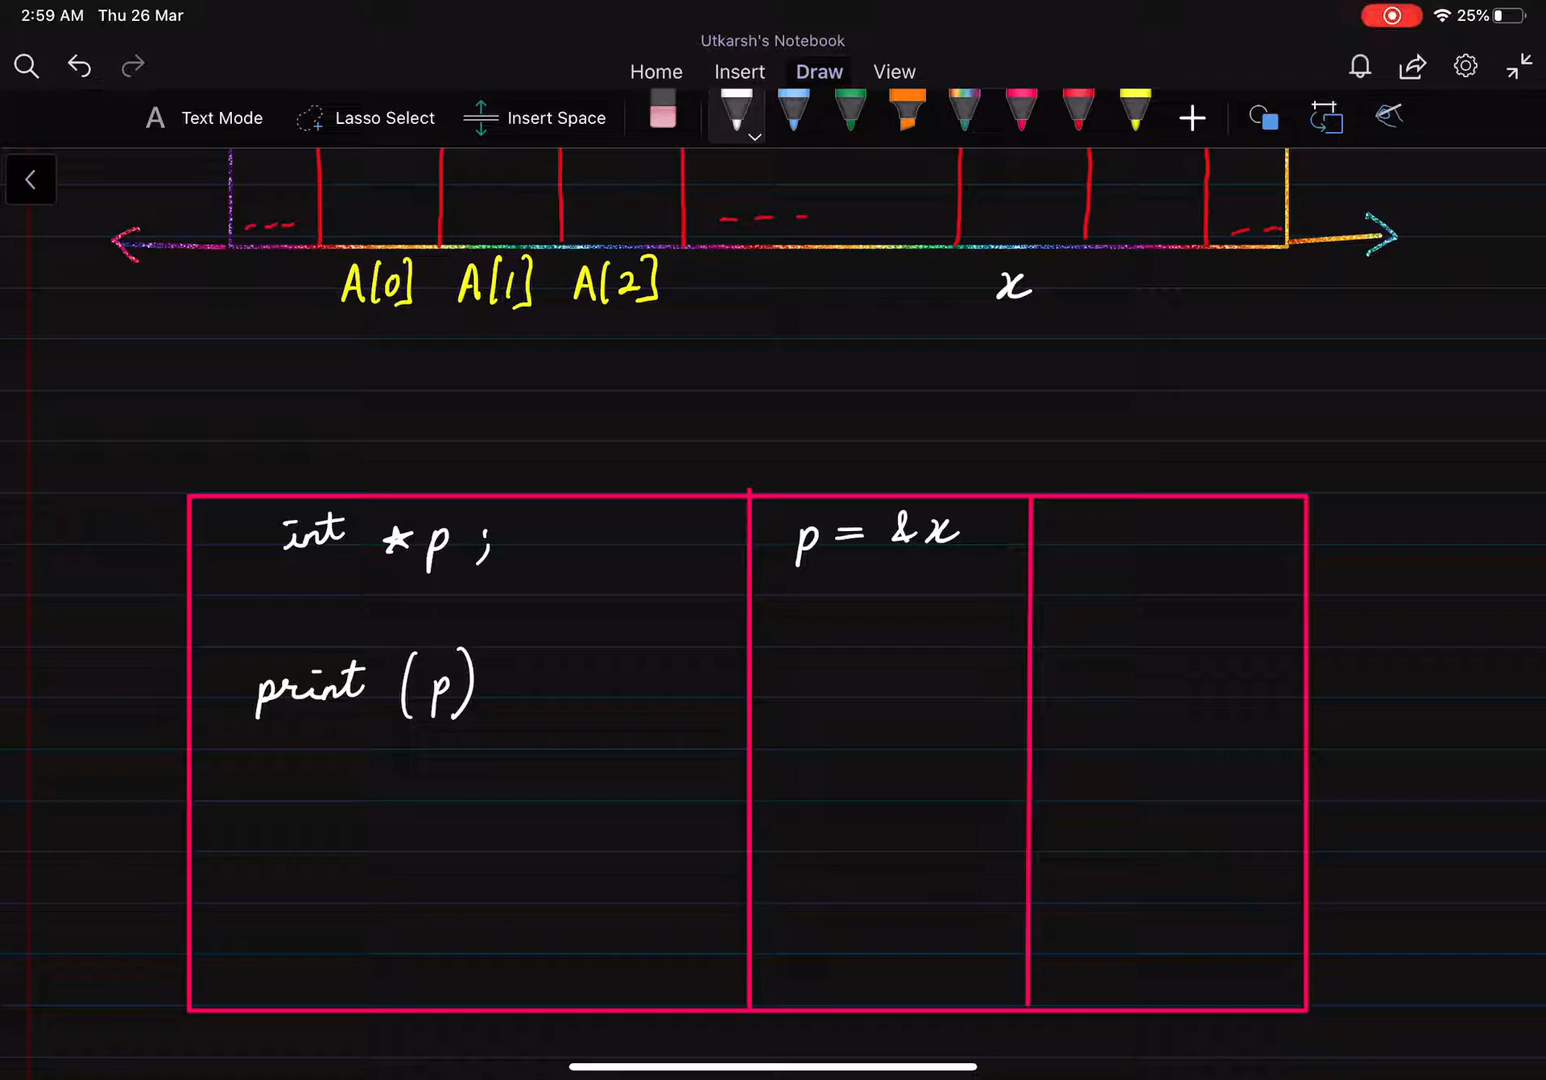 2:59 AM Thu 26 Mar
25%
Utkarsh's Notebook
Home Insert Draw View
A Text Mode Lasso Select Insert Space
A[0] A[1] A[2] x
int *p ; p = &x
print (p)